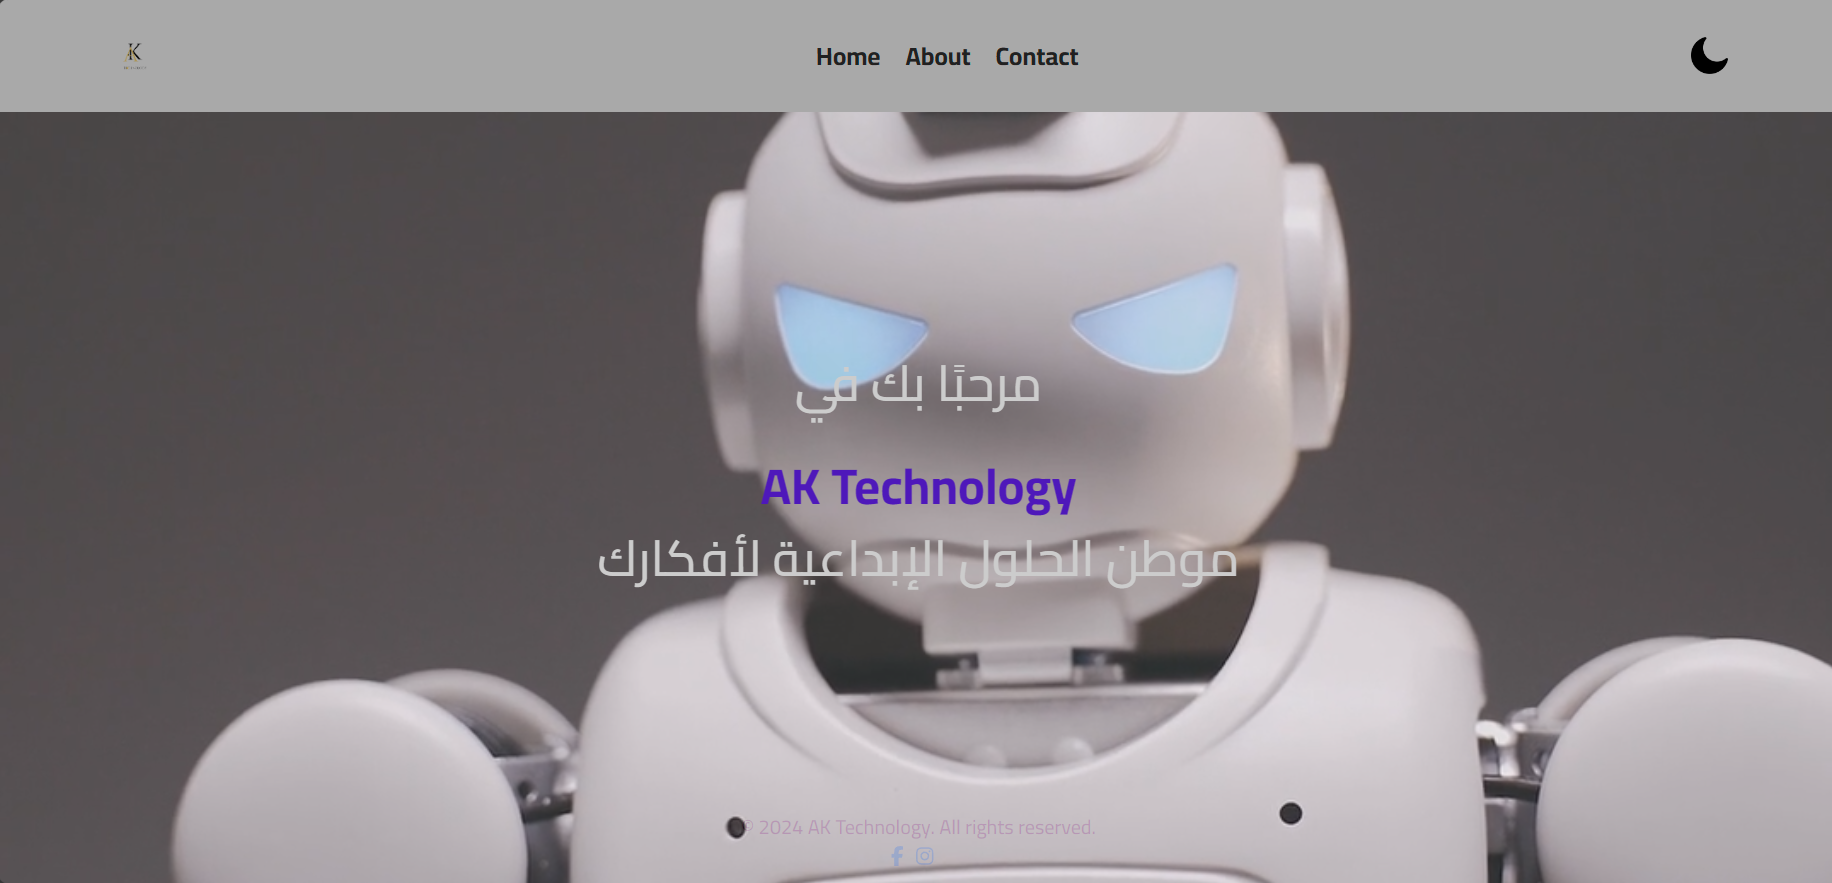 AK
Home About Contact
مرحبًا بك في
AK Technology
موطن الحلول الإبداعية لأفكارك
© 2024 AK Technology. All rights reserved.